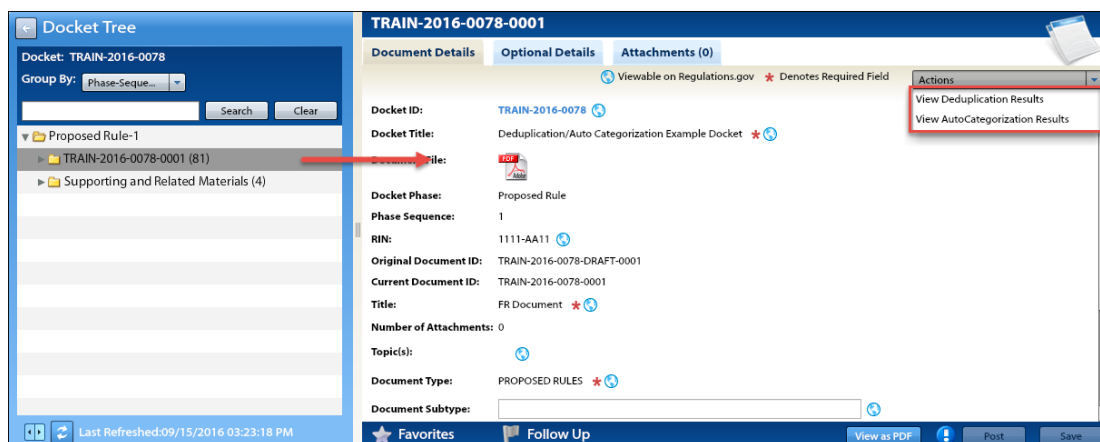 Docket Tree
Docket: TRAIN-2016-0078
Group By: Phase-Seque...
Search Clear
Proposed Rule-1
TRAIN-2016-0078-0001 (81)
Supporting and Related Materials (4)
Last Refreshed:09/15/2016 03:23:18 PM
TRAIN-2016-0078-0001
Document Details Optional Details Attachments (0)
Viewable on Regulations.gov * Denotes Required Field
Actions
View Deduplication Results
View AutoCategorization Results
Docket ID: TRAIN-2016-0078
Docket Title: Deduplication/Auto Categorization Example Docket *
File:
PDF
Adobe
Docket Phase: Proposed Rule
Phase Sequence: 1
RIN: 1111-AA11
Original Document ID: TRAIN-2016-0078-DRAFT-0001
Current Document ID: TRAIN-2016-0078-0001
Title: FR Document *
Number of Attachments: 0
Topic(s):
Document Type: PROPOSED RULES *
Document Subtype:
Favorites Follow Up View as PDF Post Save